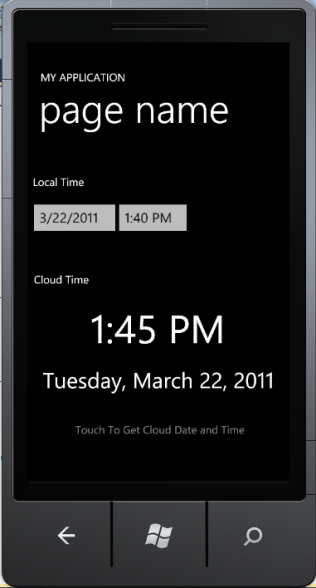 MY APPLICATION
page name
Local Time
3/22/2011 1:40 PM
Cloud Time
1:45 PM
Tuesday, March 22, 2011
Touch To Get Cloud Date and Time